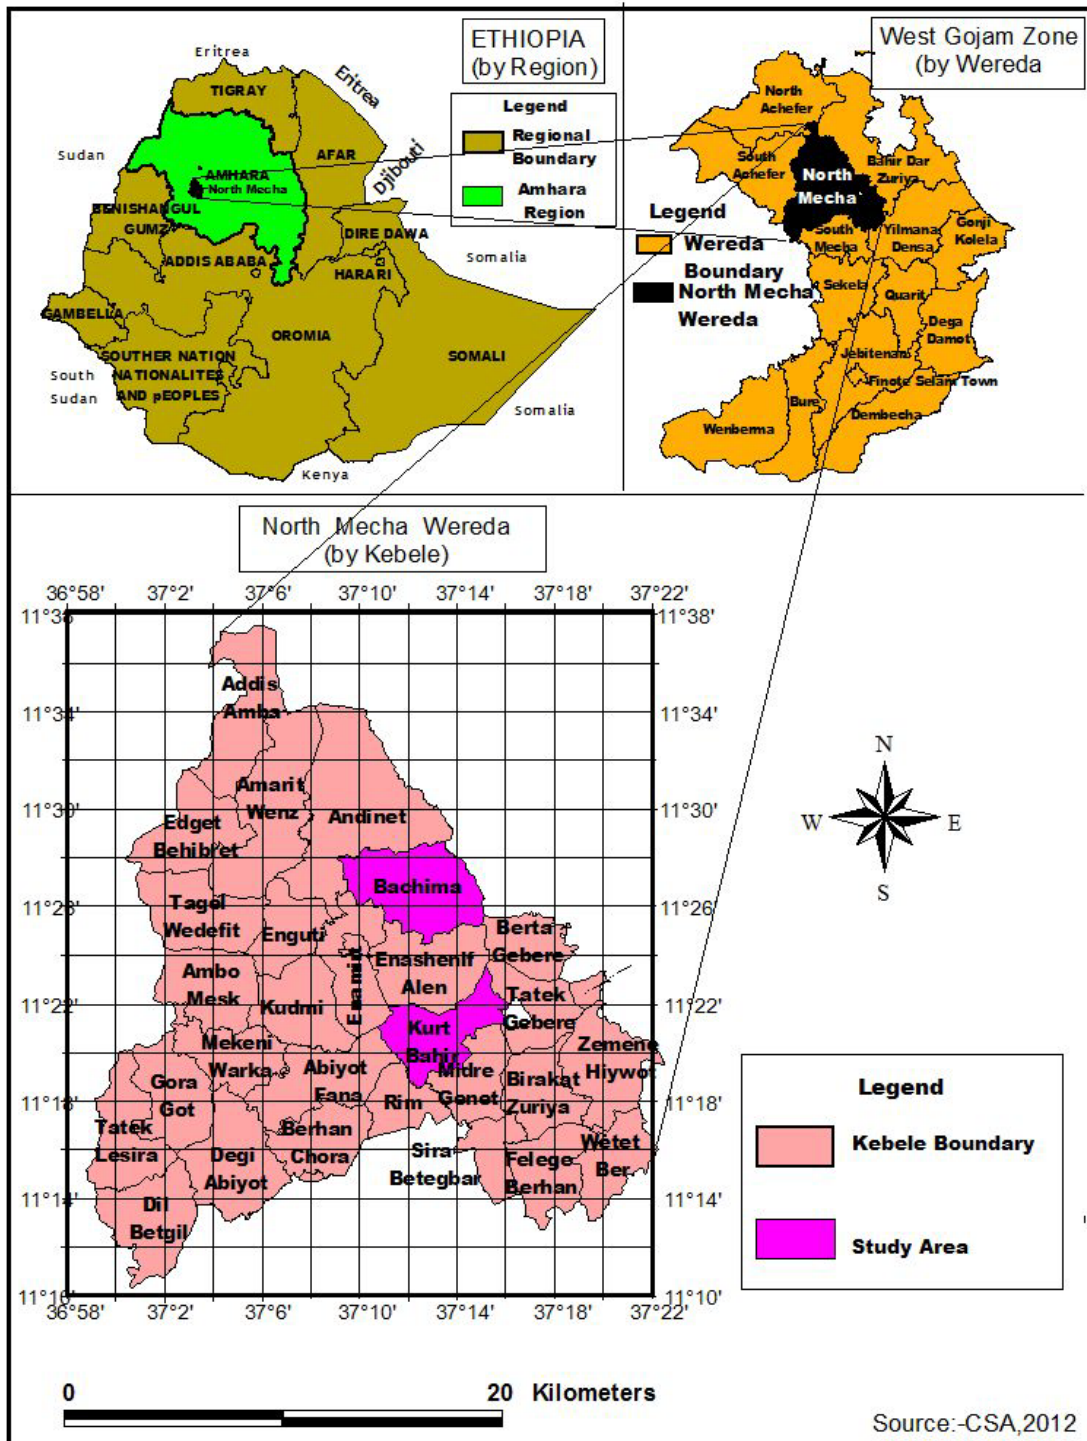 ETHIOPIA
(by Region)
Eritrea
Eritrea
TIGRAY
Legend
Regional
Boundary
Amhara
Region
Sudan
AFAR
Djibouti
AMHARA
North Mecha
BENISHANGUL
GUMZ
DIRE DAWA
ADDIS ABABA
HARARI
Somalia
GAMBELLA
OROMIA
SOMALI
SOUTHER NATION
NATIONALITES
AND pEOPLES
South
Sudan
Somalia
Kenya
West Gojam Zone
(by Wereda
North
Achefer
South
Achefer
Bahir Dar
Zuriya
North
Mecha
Legend
Wereda
Boundary
North Mecha
Wereda
South
Mecha
Yilmana
Densa
Gonji
Kolela
Sekela
Quarit
Dega
Damot
Jebitenan
Finote Selam Town
Bure
Dembecha
Wenberma
North Mecha Wereda
(by Kebele)
36°58' 37°2' 37°6' 37°10' 37°14' 37°18' 37°22'
11°38' 11°38'
Addis
Amba
11°34' 11°34'
Amarit
Wenz
Andinet
11°30' 11°30'
Edget
Behibret
Bachima
11°26' 11°26'
Tagel
Wedefit
Enguti
Berta
Gebere
Enamirt
Enashenlf
Alen
Ambo
Mesk
Kudmi
Tatek
Gebere
11°22' 11°22'
Kurt
Bahir
Mekeni
Warka
Zemene
Hiywot
Abiyot
Fana
Midre
Genet
Birakat
Zuriya
Gora
Got
Rim
11°18' 11°18'
Tatek
Lesira
Berhan
Chora
Degi
Abiyot
Sira
Betegbar
Felege
Berhan
Wetet
Ber
11°14' 11°14'
Dil
Betgil
11°10' 11°10'
36°58' 37°2' 37°6' 37°10' 37°14' 37°18' 37°22'
N
W E
S
Legend
Kebele Boundary
Study Area
0 20 Kilometers
Source:-CSA,2012